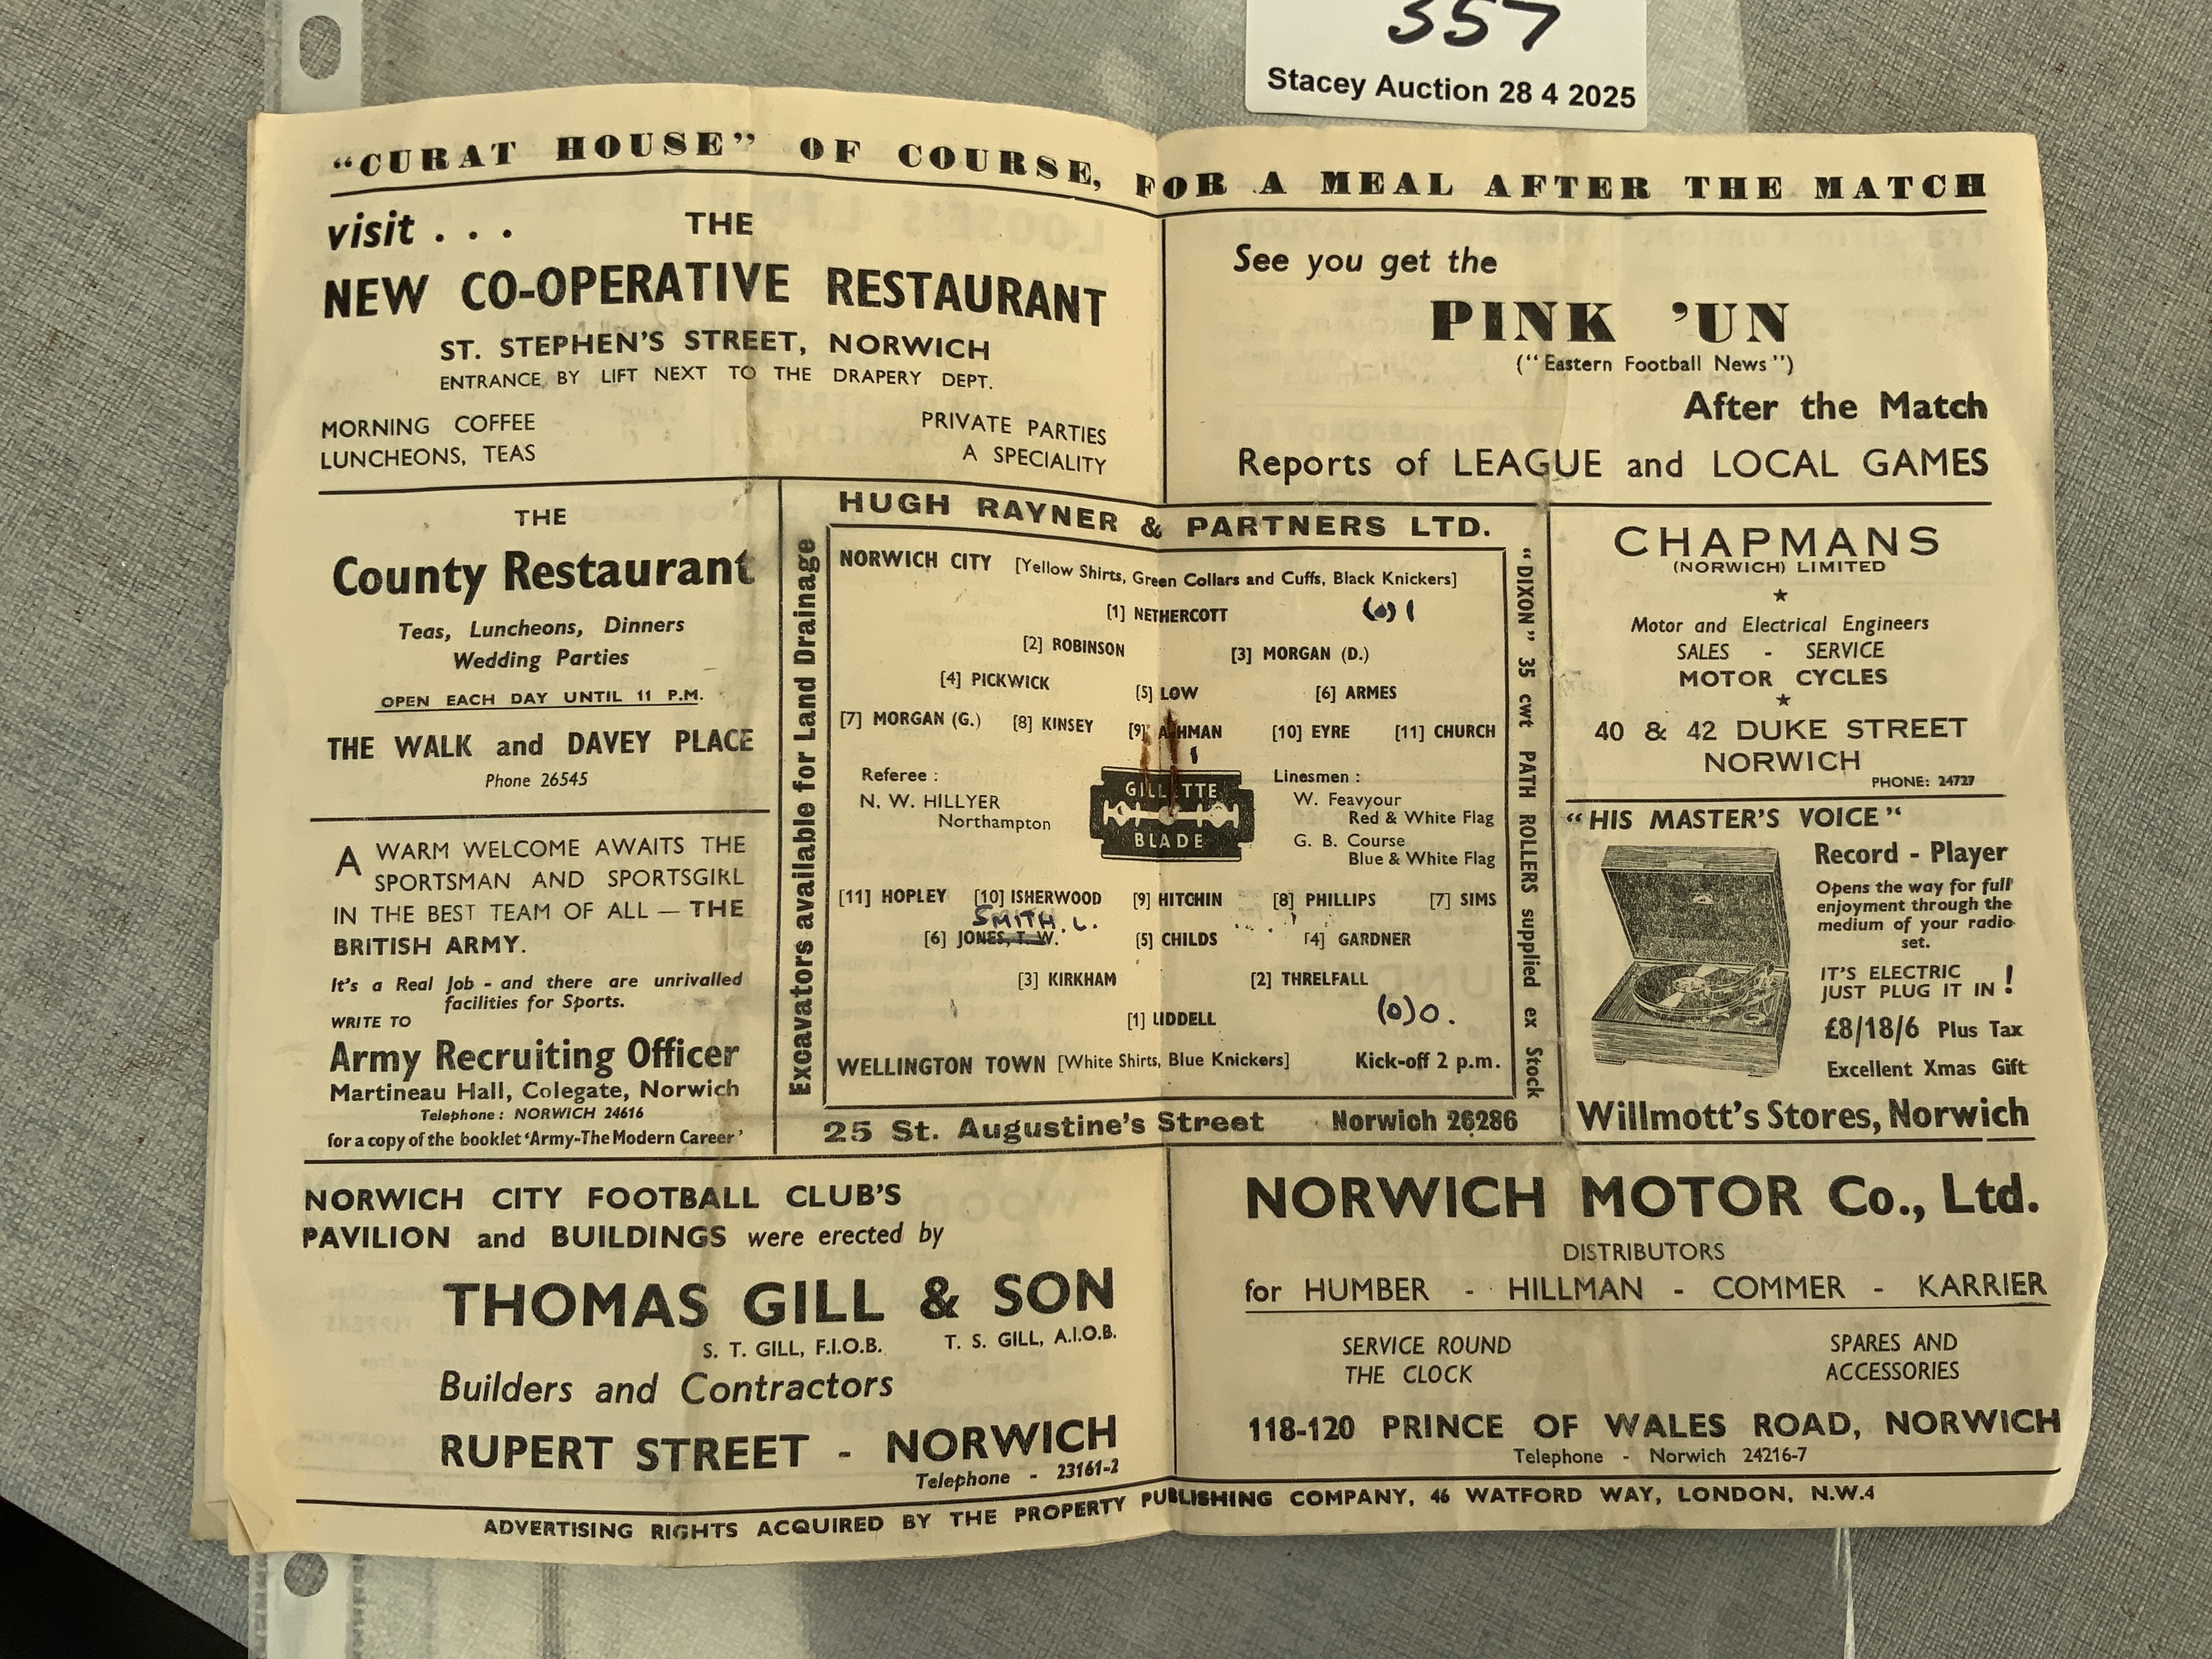 357
Stacey Auction 28 4 2025
“CURAT HOUSE” OF COURSE, FOR A MEAL AFTER THE MATCH
visit . . . THE
NEW CO-OPERATIVE RESTAURANT
ST. STEPHEN'S STREET, NORWICH
ENTRANCE BY LIFT NEXT TO THE DRAPERY DEPT.
MORNING COFFEE PRIVATE PARTIES
LUNCHEONS, TEAS A SPECIALITY
See you get the
PINK 'UN
(“Eastern Football News”)
After the Match
Reports of LEAGUE and LOCAL GAMES
THE
County Restaurant
Teas, Luncheons, Dinners
Wedding Parties
OPEN EACH DAY UNTIL 11 P.M.
THE WALK and DAVEY PLACE
Phone 26545
A WARM WELCOME AWAITS THE
SPORTSMAN AND SPORTSGIRL
IN THE BEST TEAM OF ALL — THE
BRITISH ARMY.
It's a Real Job - and there are unrivalled
facilities for Sports.
WRITE TO
Army Recruiting Officer
Martineau Hall, Colegate, Norwich
Telephone: NORWICH 24616
for a copy of the booklet 'Army-The Modern Career'
HUGH RAYNER & PARTNERS LTD.
Excavators available for Land Drainage
NORWICH CITY [Yellow Shirts, Green Collars and Cuffs, Black Knickers]
[1] NETHERCOTT (0) 1
[2] ROBINSON [3] MORGAN (D.)
[4] PICKWICK [5] LOW [6] ARMES
[7] MORGAN (G.) [8] KINSEY [9] ASHMAN [10] EYRE [11] CHURCH
1
Referee : Linesmen :
N. W. HILLYER W. Feavyour
Northampton Red & White Flag
G. B. Course
Blue & White Flag
GILLETTE
BLADE
[11] HOPLEY [10] ISHERWOOD [9] HITCHIN [8] PHILLIPS [7] SIMS
SMITH. L.
[6] JONES, T. W. [5] CHILDS [4] GARDNER
[3] KIRKHAM [2] THRELFALL
[1] LIDDELL (0) 0.
WELLINGTON TOWN [White Shirts, Blue Knickers] Kick-off 2 p.m.
“DIXON” 35 cwt PATH ROLLERS supplied ex Stock
25 St. Augustine's Street Norwich 26286
CHAPMANS
(NORWICH) LIMITED
Motor and Electrical Engineers
SALES - SERVICE
MOTOR CYCLES
40 & 42 DUKE STREET
NORWICH
PHONE: 24727
“HIS MASTER'S VOICE”
Record - Player
Opens the way for full
enjoyment through the
medium of your radio
set.
IT'S ELECTRIC
JUST PLUG IT IN !
£8/18/6 Plus Tax
Excellent Xmas Gift
Willmott's Stores, Norwich
NORWICH CITY FOOTBALL CLUB'S
PAVILION and BUILDINGS were erected by
THOMAS GILL & SON
S. T. GILL, F.I.O.B. T. S. GILL, A.I.O.B.
Builders and Contractors
RUPERT STREET - NORWICH
Telephone - 23161-2
NORWICH MOTOR Co., Ltd.
DISTRIBUTORS
for HUMBER - HILLMAN - COMMER - KARRIER
SERVICE ROUND SPARES AND
THE CLOCK ACCESSORIES
118-120 PRINCE OF WALES ROAD, NORWICH
Telephone - Norwich 24216-7
ADVERTISING RIGHTS ACQUIRED BY THE PROPERTY PUBLISHING COMPANY, 46 WATFORD WAY, LONDON, N.W.4